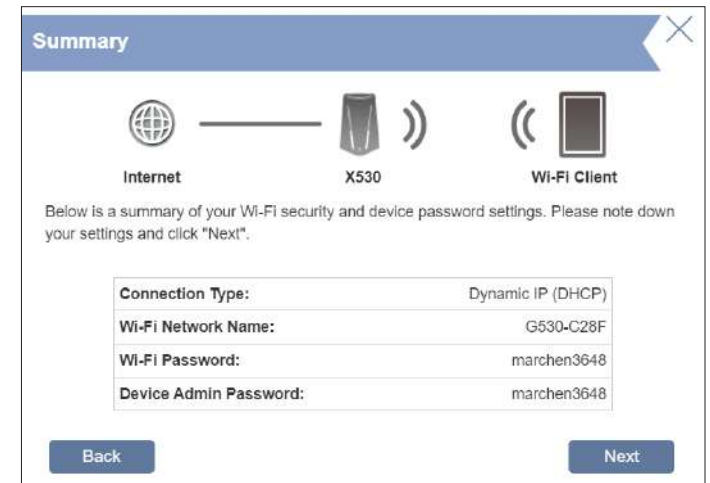 Summary
Internet
X530
Wi-Fi Client
Below is a summary of your Wi-Fi security and device password settings. Please note down
your settings and click "Next".
Connection Type: Dynamic IP (DHCP)
Wi-Fi Network Name: G530-C28F
Wi-Fi Password: marchen3648
Device Admin Password: marchen3648
Back
Next